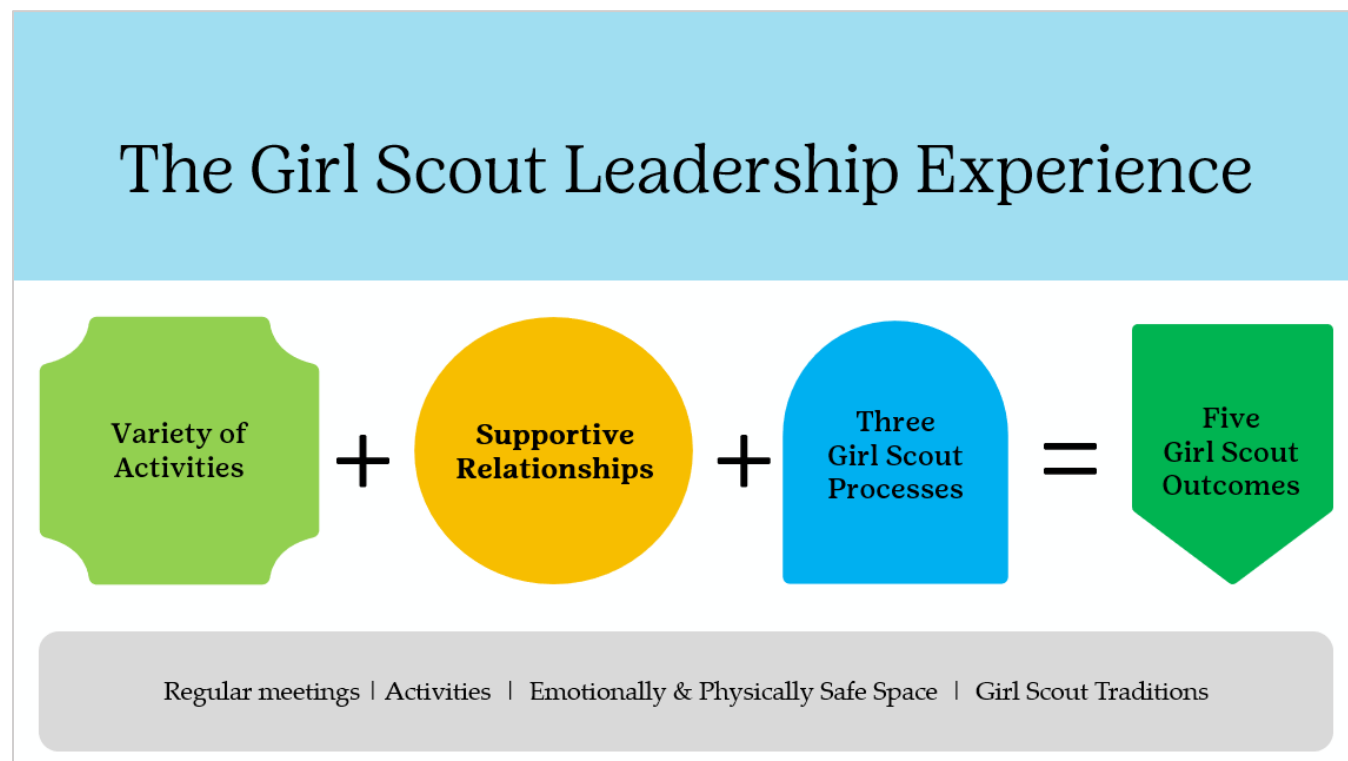 The Girl Scout Leadership Experience
Variety of
Activities
+
Supportive
Relationships
+
Three
Girl Scout
Processes
=
Five
Girl Scout
Outcomes
Regular meetings | Activities | Emotionally & Physically Safe Space | Girl Scout Traditions